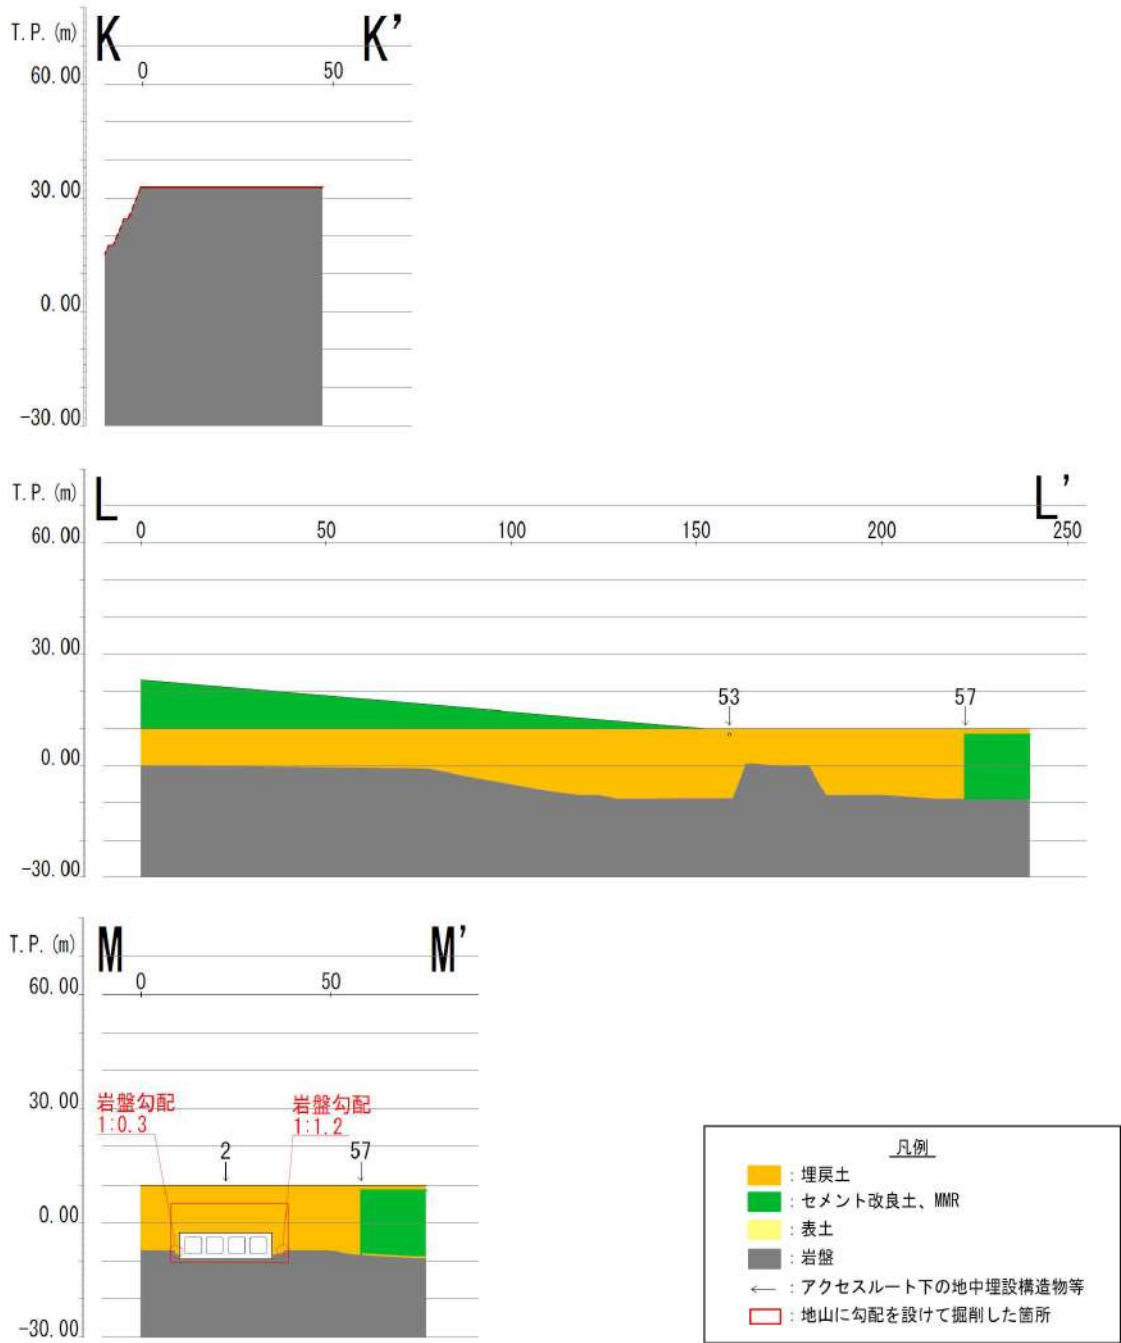 T.P.(m)
K
K’
0
50
60.00
30.00
0.00
-30.00
T.P.(m)
L
L’
0
50
100
150
200
250
60.00
30.00
53
57
0.00
-30.00
T.P.(m)
M
M’
0
50
60.00
30.00
岩盤勾配
1:0.3
岩盤勾配
1:1.2
2
57
0.00
-30.00
凡例
：埋戻土
：セメント改良土、MMR
：表土
：岩盤
←：アクセスルート下の地中埋設構造物等
：地山に勾配を設けて掘削した箇所